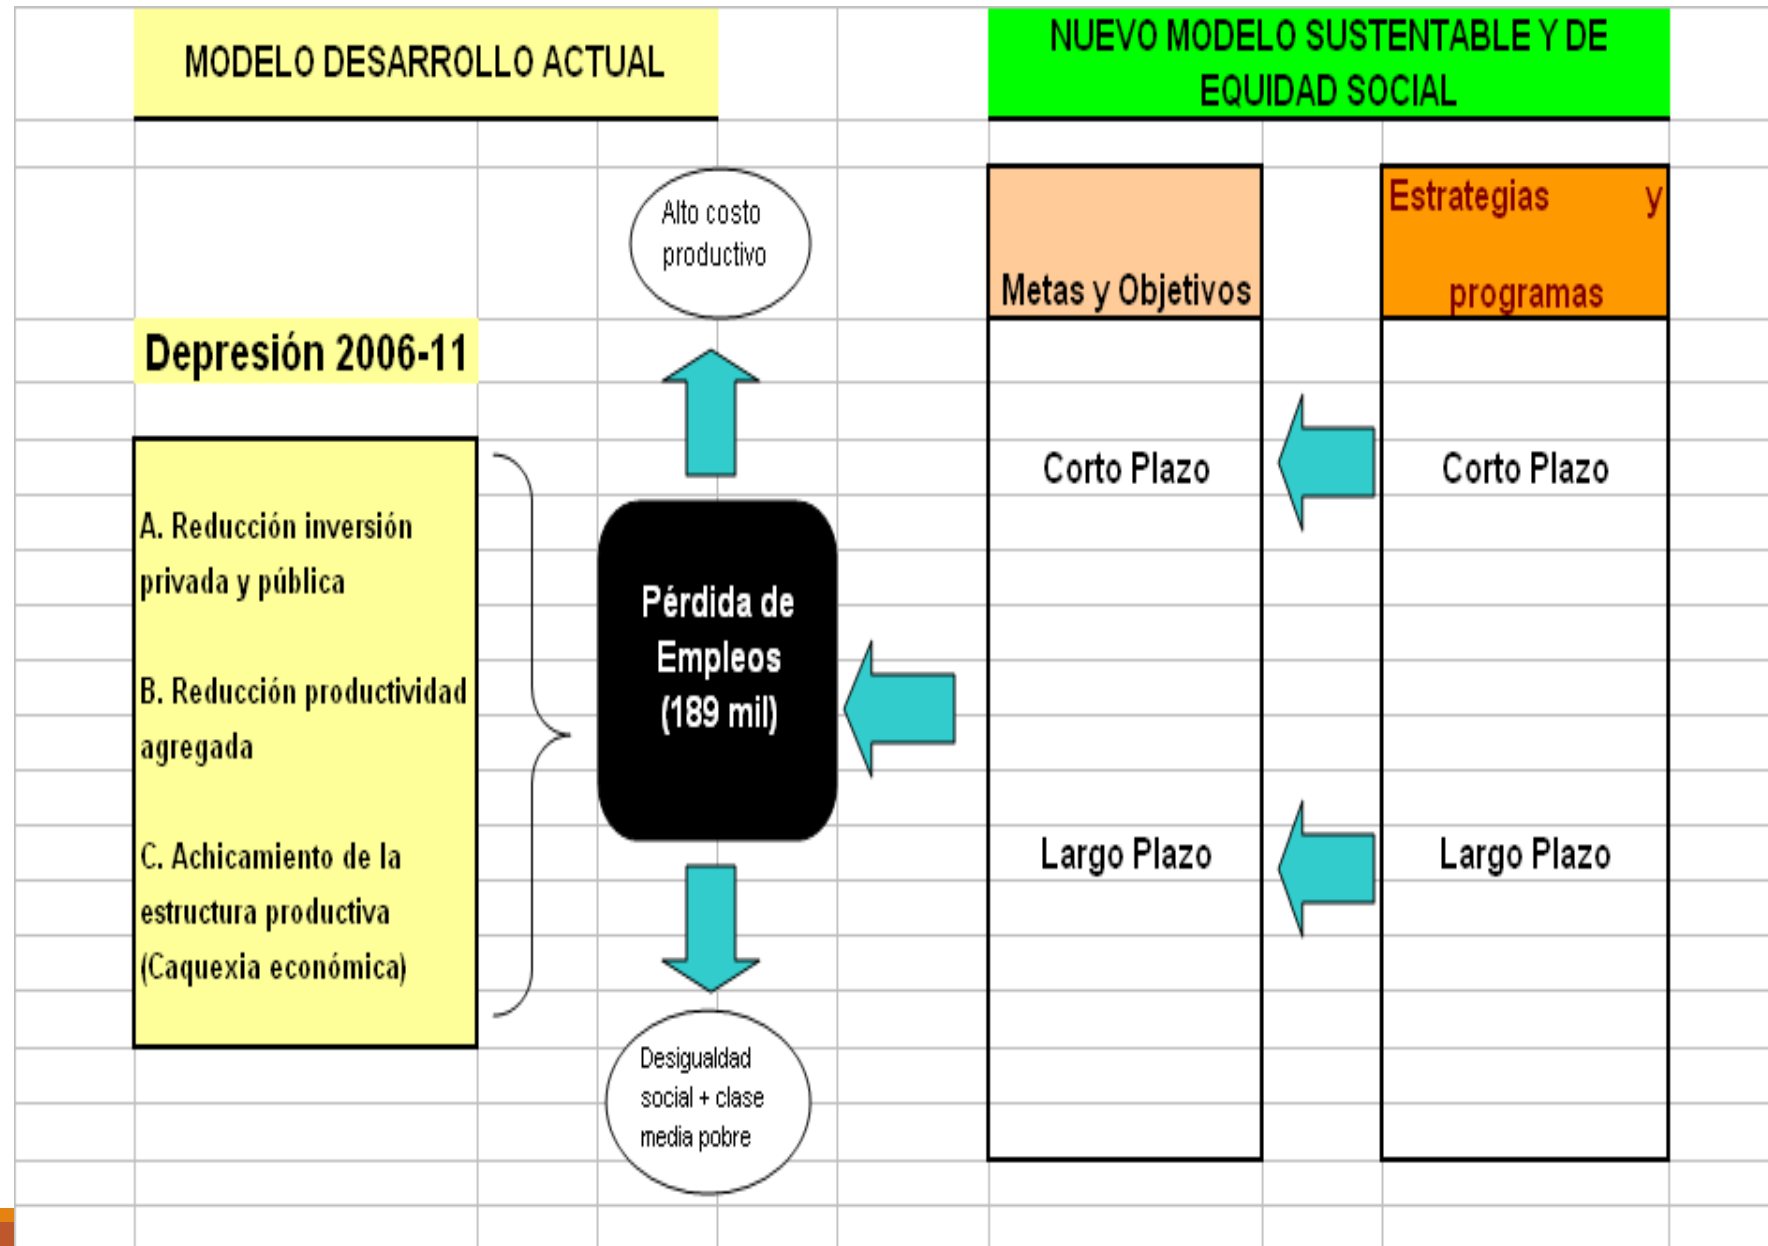 MODELO DESARROLLO ACTUAL
NUEVO MODELO SUSTENTABLE Y DE
EQUIDAD SOCIAL
Alto costo
productivo
Depresión 2006-11
A. Reducción inversión
privada y pública
B. Reducción productividad
agregada
C. Achicamiento de la
estructura productiva
(Caquexia económica)
Pérdida de
Empleos
(189 mil)
Desigualdad
social + clase
media pobre
Metas y Objetivos
Corto Plazo
Largo Plazo
Estrategias y
programas
Corto Plazo
Largo Plazo